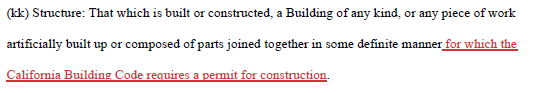 (kk) Structure: That which is built or constructed, a Building of any kind, or any piece of work
artificially built up or composed of parts joined together in some definite manner for which the
California Building Code requires a permit for construction.